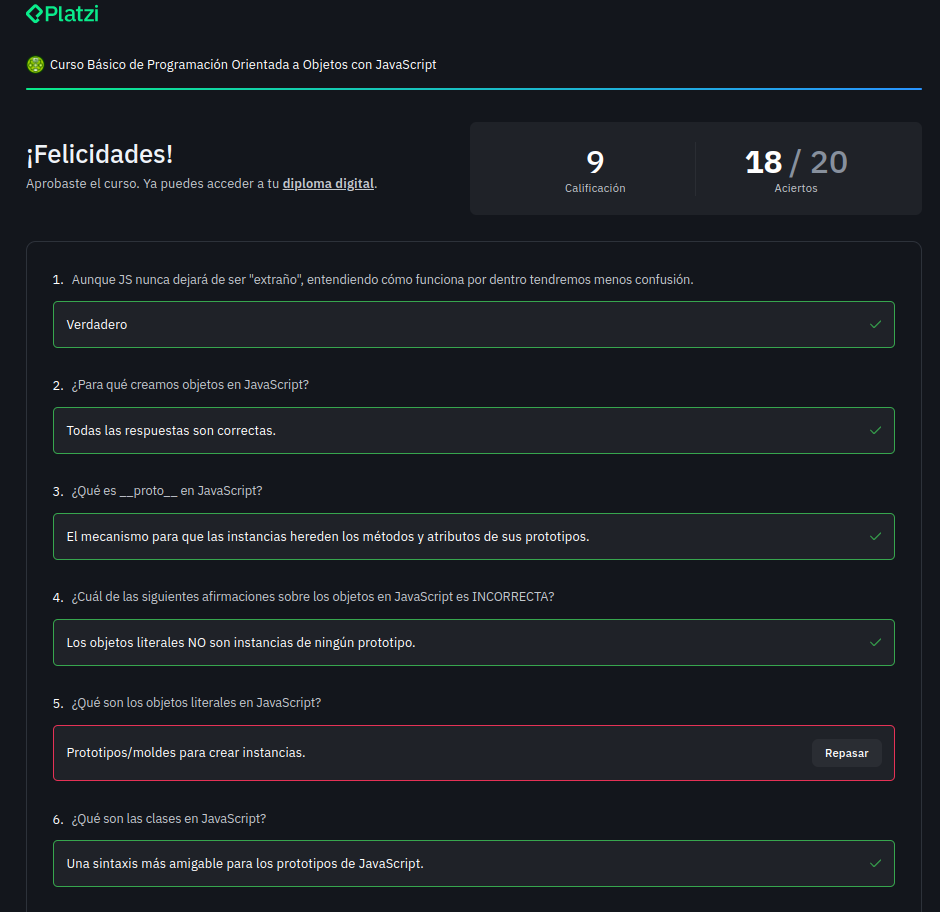 Platzi
Curso Básico de Programación Orientada a Objetos con JavaScript
¡Felicidades!
Aprobaste el curso. Ya puedes acceder a tu diploma digital.
9
Calificación
18 / 20
Aciertos
1. Aunque JS nunca dejará de ser "extraño", entendiendo cómo funciona por dentro tendremos menos confusión.
Verdadero
2. ¿Para qué creamos objetos en JavaScript?
Todas las respuestas son correctas.
3. ¿Qué es __proto__ en JavaScript?
El mecanismo para que las instancias hereden los métodos y atributos de sus prototipos.
4. ¿Cuál de las siguientes afirmaciones sobre los objetos en JavaScript es INCORRECTA?
Los objetos literales NO son instancias de ningún prototipo.
5. ¿Qué son los objetos literales en JavaScript?
Prototipos/moldes para crear instancias.
Repasar
6. ¿Qué son las clases en JavaScript?
Una sintaxis más amigable para los prototipos de JavaScript.